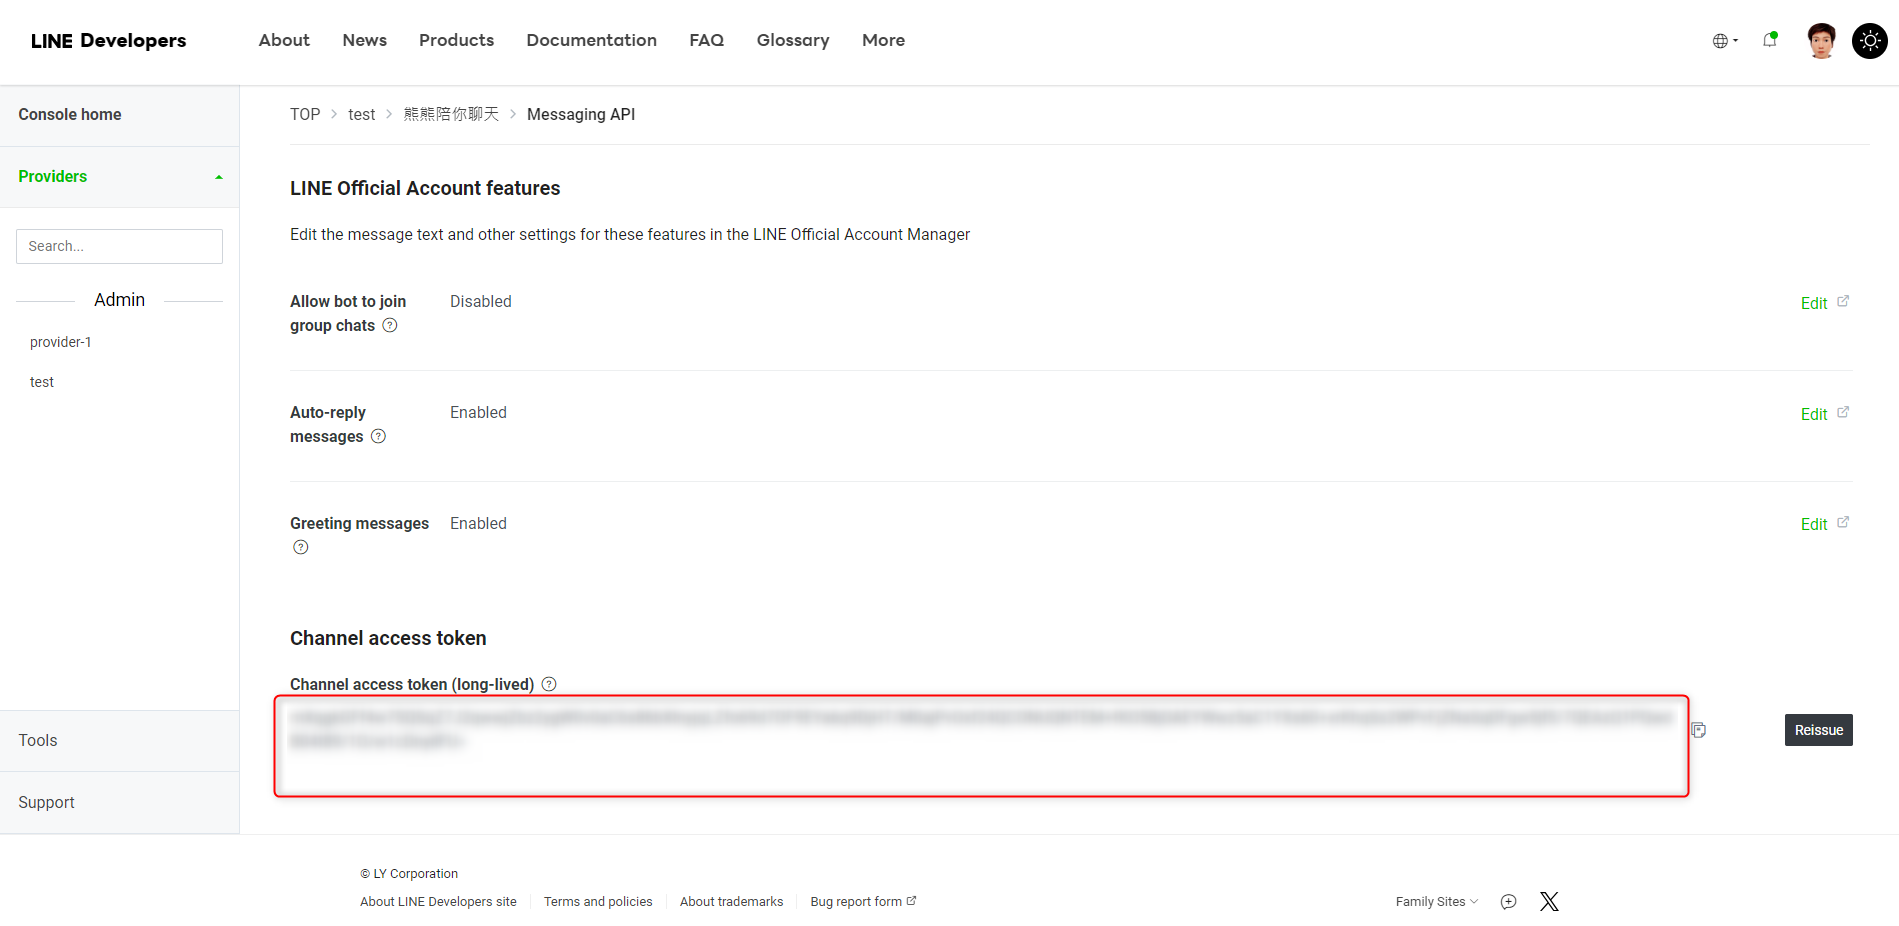 LINE Developers
About
News
Products
Documentation
FAQ
Glossary
More
Console home
Providers
Search...
Admin
provider-1
test
Tools
Support
TOP > test > 熊熊陪你聊天 > Messaging API
LINE Official Account features
Edit the message text and other settings for these features in the LINE Official Account Manager
Allow bot to join
group chats ?
Disabled
Edit
Auto-reply
messages ?
Enabled
Edit
Greeting messages
?
Enabled
Edit
Channel access token
Channel access token (long-lived) ?
Reissue
© LY Corporation
About LINE Developers site
Terms and policies
About trademarks
Bug report form
Family Sites